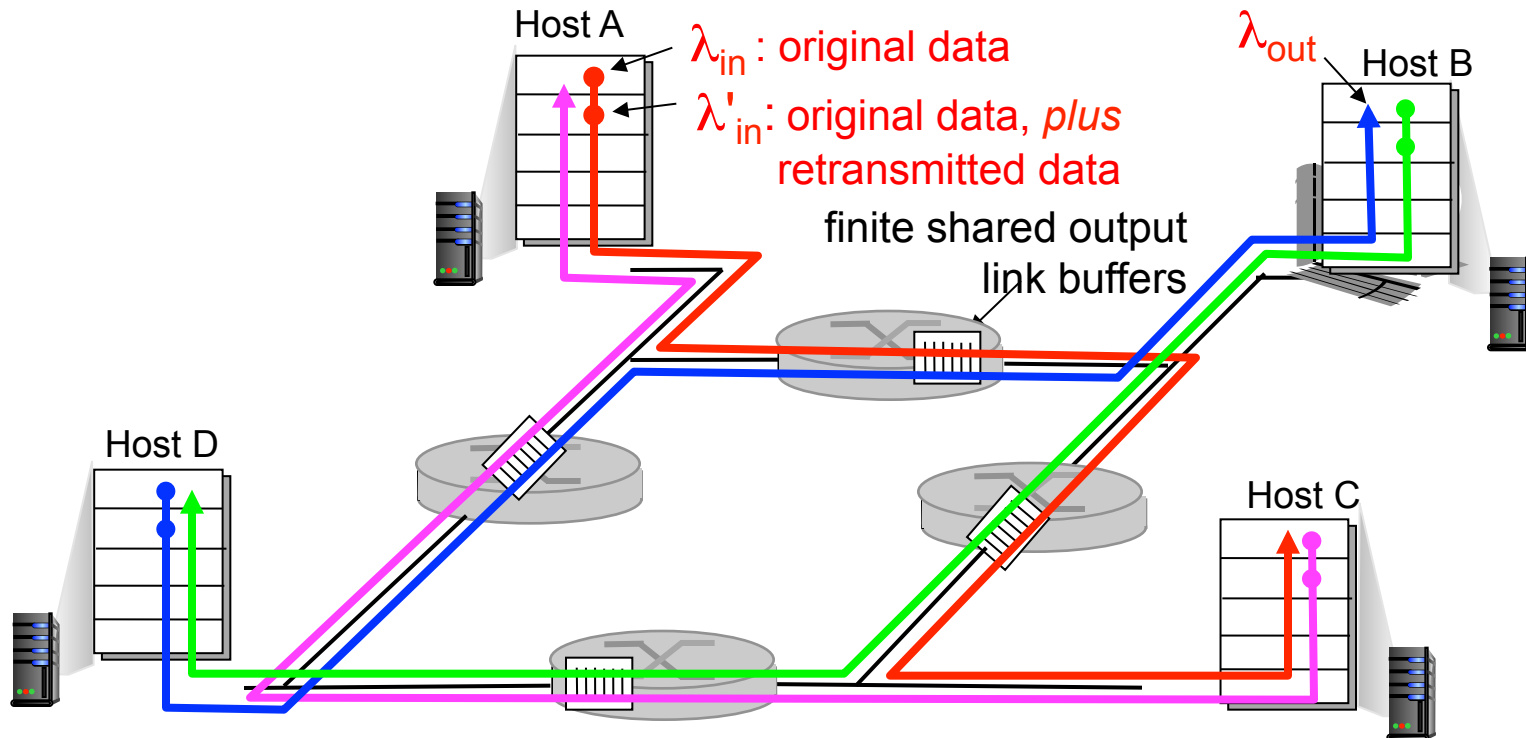 Host A
λin : original data
λ'in: original data, plus
retransmitted data
λout
Host B
finite shared output
link buffers
Host D
Host C